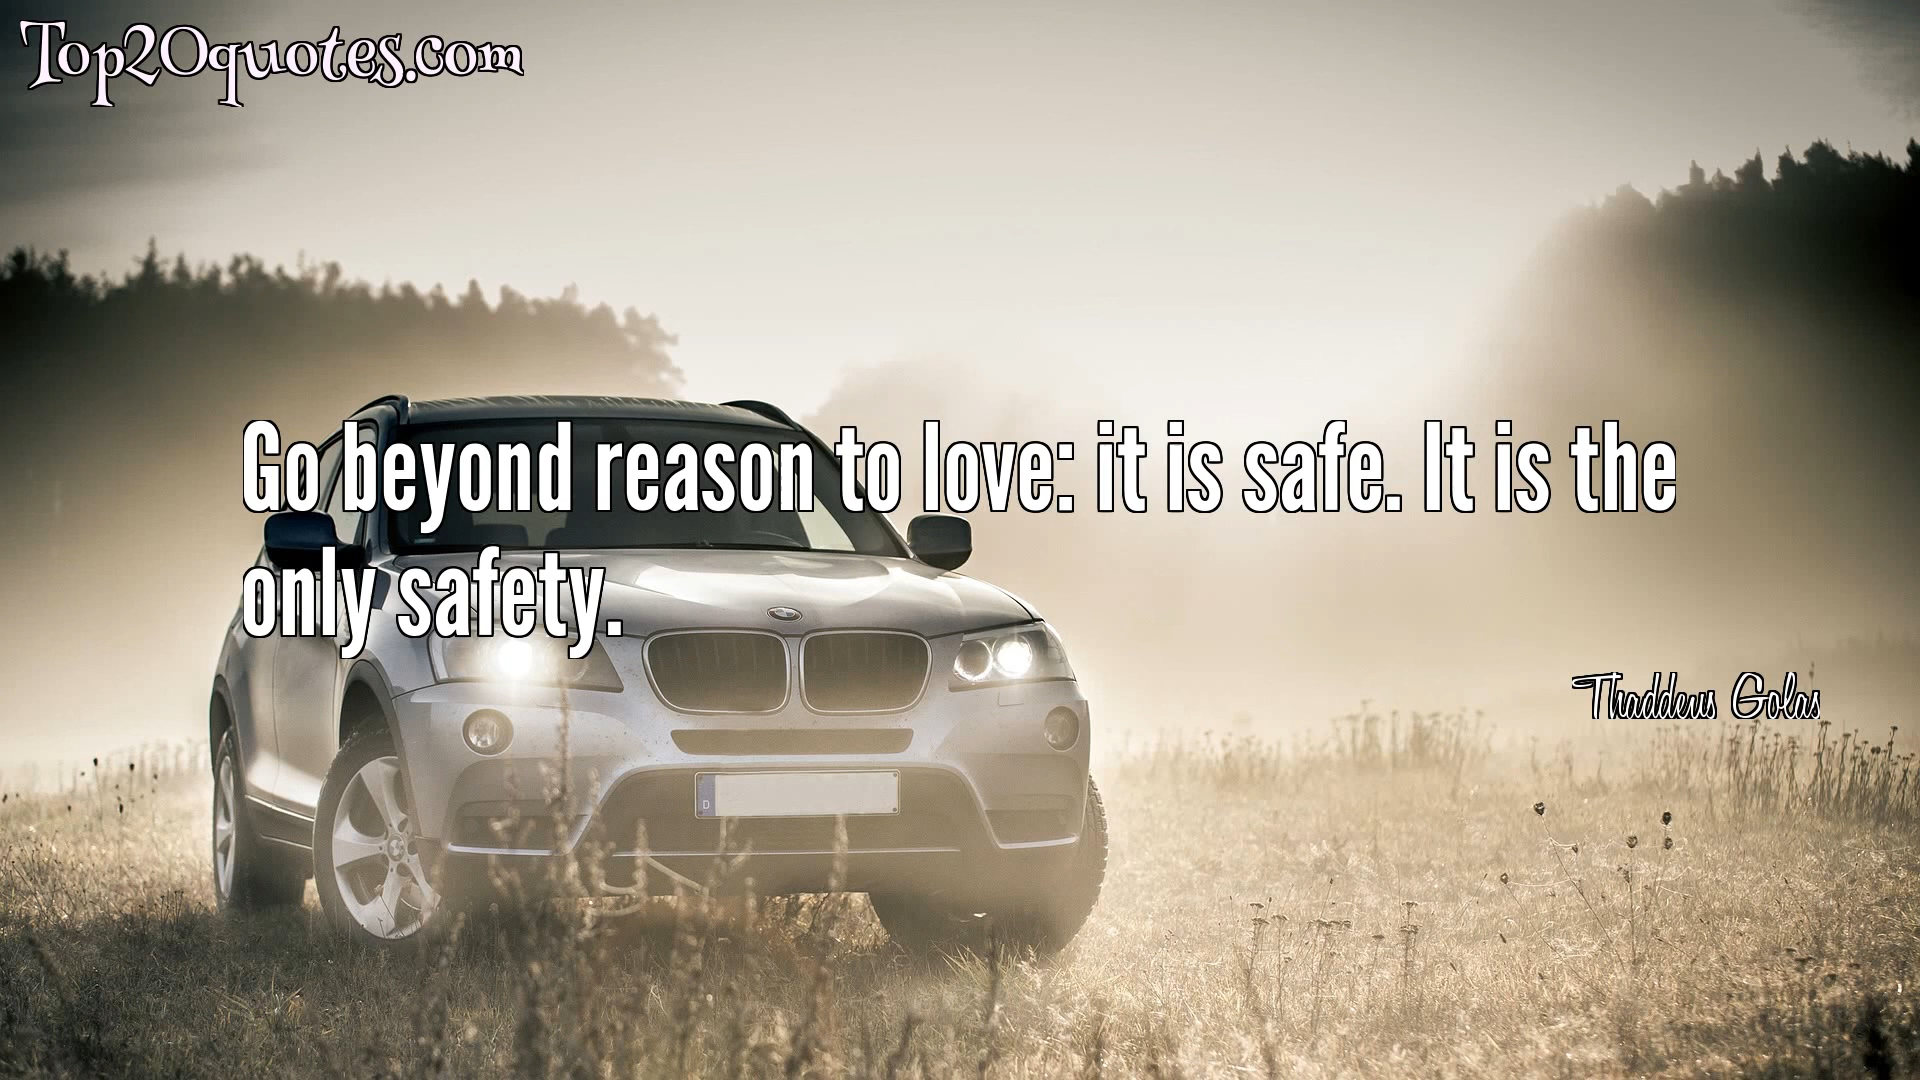 Top20quotes.com
Go beyond reason to love: it is safe. It is the
only safety.
Thaddeus Golas
D